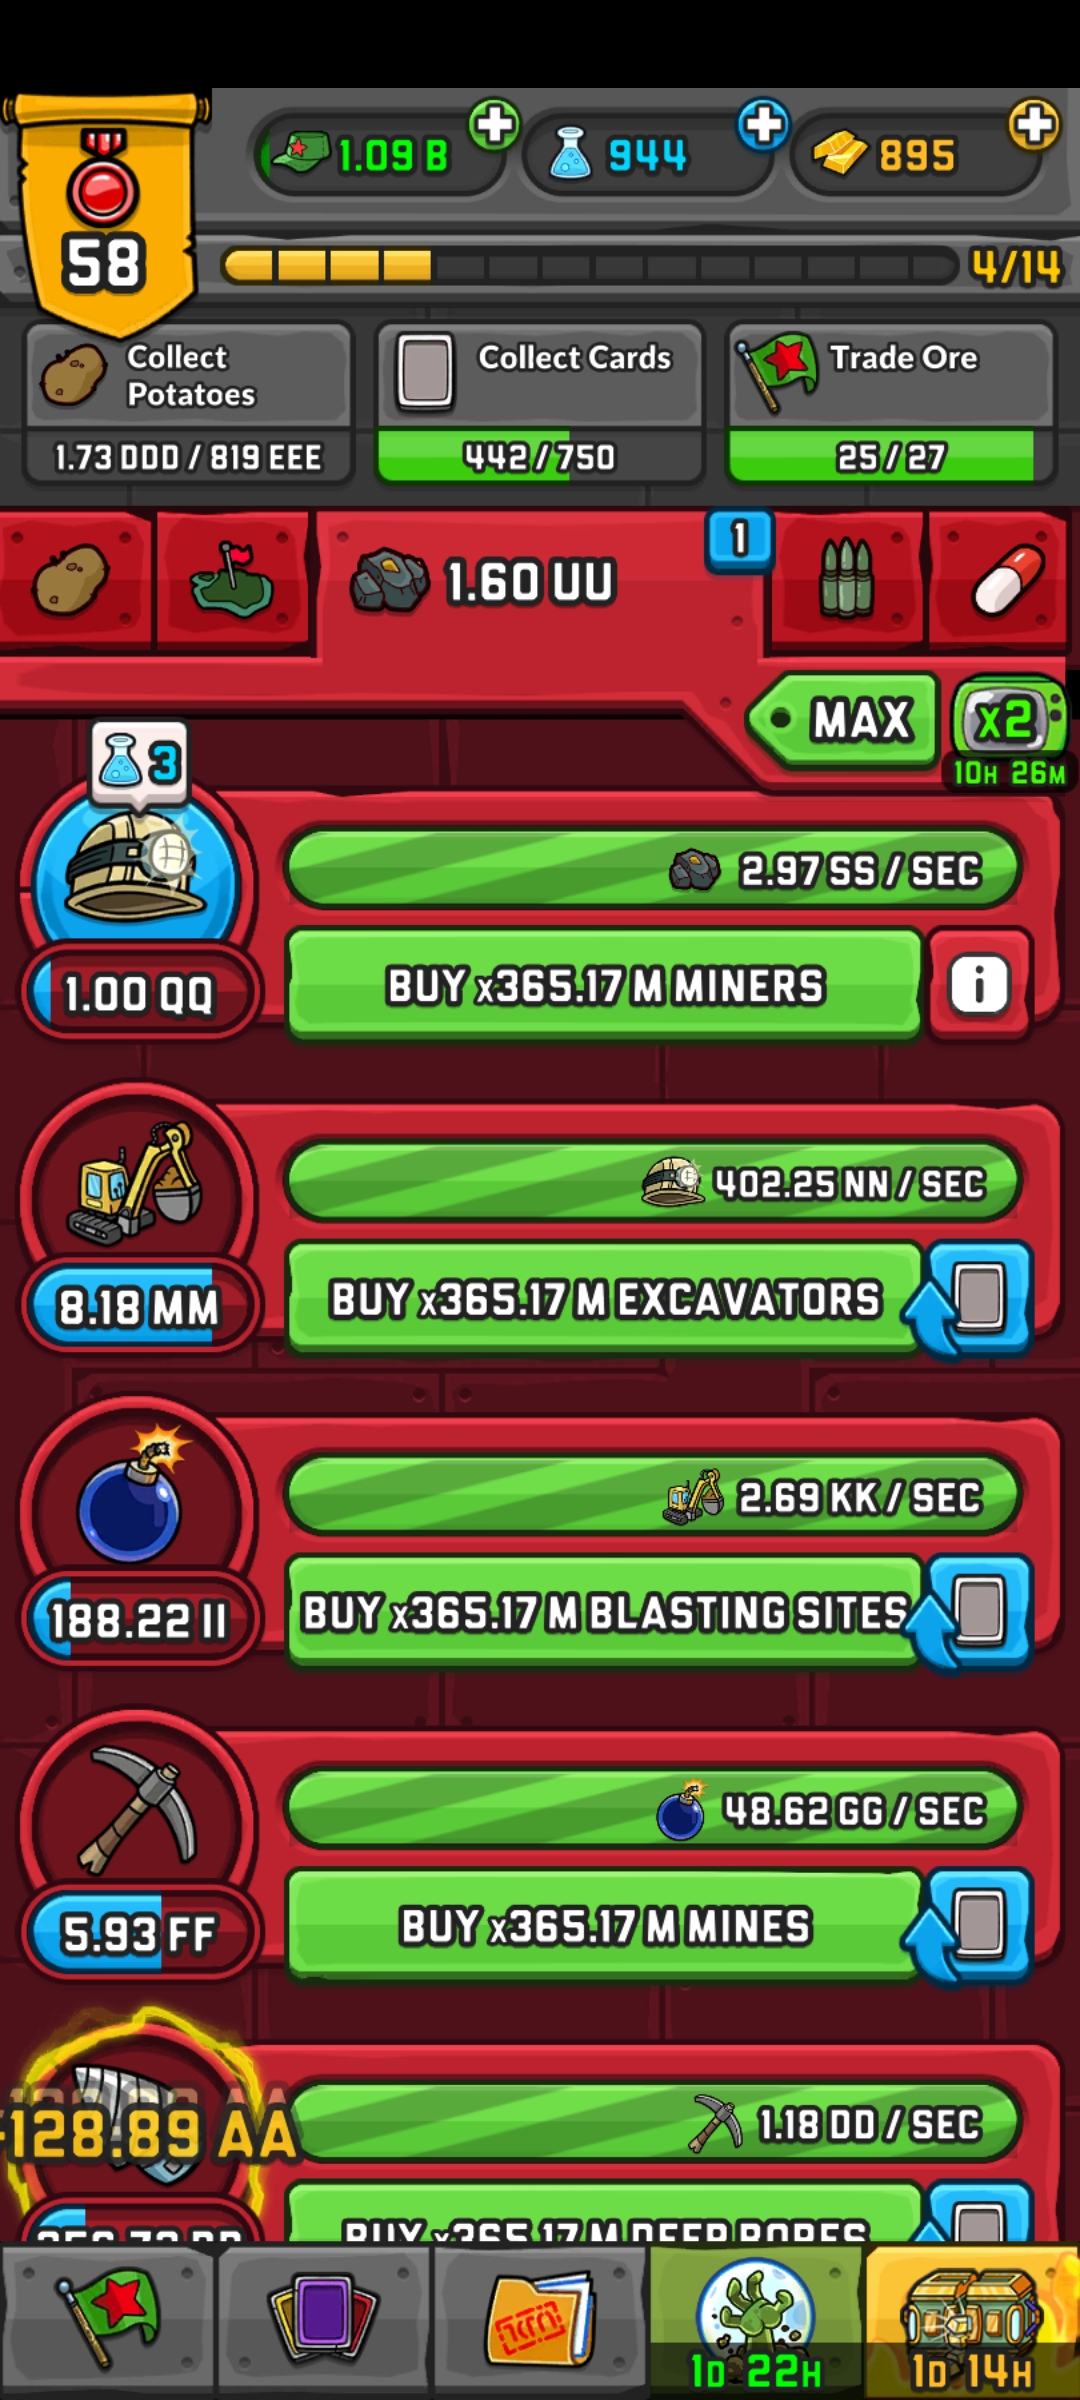 58
1.09 B
944
895
4/14
Collect
Potatoes
1.73 DDD / 819 EEE
Collect Cards
442/750
Trade Ore
25/27
1.60 UU
1
MAX
x2
10H 26M
3
2.97 SS / SEC
1.00 QQ
BUY x365.17 M MINERS
i
402.25 NN / SEC
8.18 MM
BUY x365.17 M EXCAVATORS
2.69 KK / SEC
188.22 II
BUY x365.17 M BLASTING SITES
48.62 GG / SEC
5.93 FF
BUY x365.17 M MINES
128.89 AA
1.18 DD / SEC
BUY x365.17 M DEEP BORES
1D 22H
1D 14H